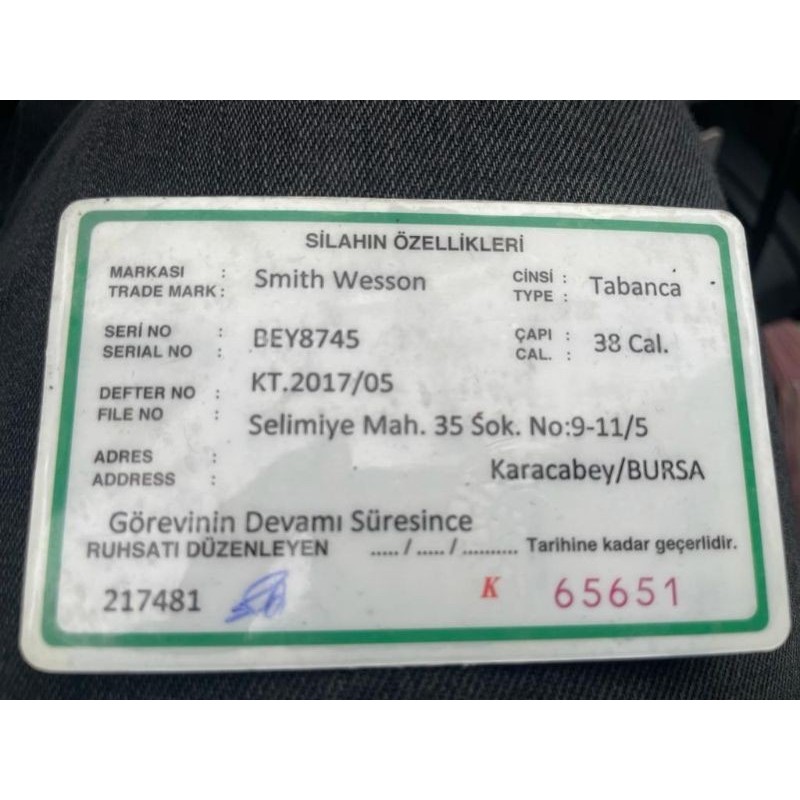 SİLAHIN ÖZELLİKLERİ
MARKASI : Smith Wesson CİNSİ : Tabanca
TRADE MARK : TYPE :
SERİ NO : BEY8745 ÇAPI : 38 Cal.
SERIAL NO : CAL. :
DEFTER NO : KT.2017/05
FILE NO : Selimiye Mah. 35 Sok. No:9-11/5
ADRES :
ADDRESS : Karacabey/BURSA
Görevinin Devamı Süresince
RUHSATI DÜZENLEYEN ..... / ..... / .......... Tarihine kadar geçerlidir.
217481 K 65651